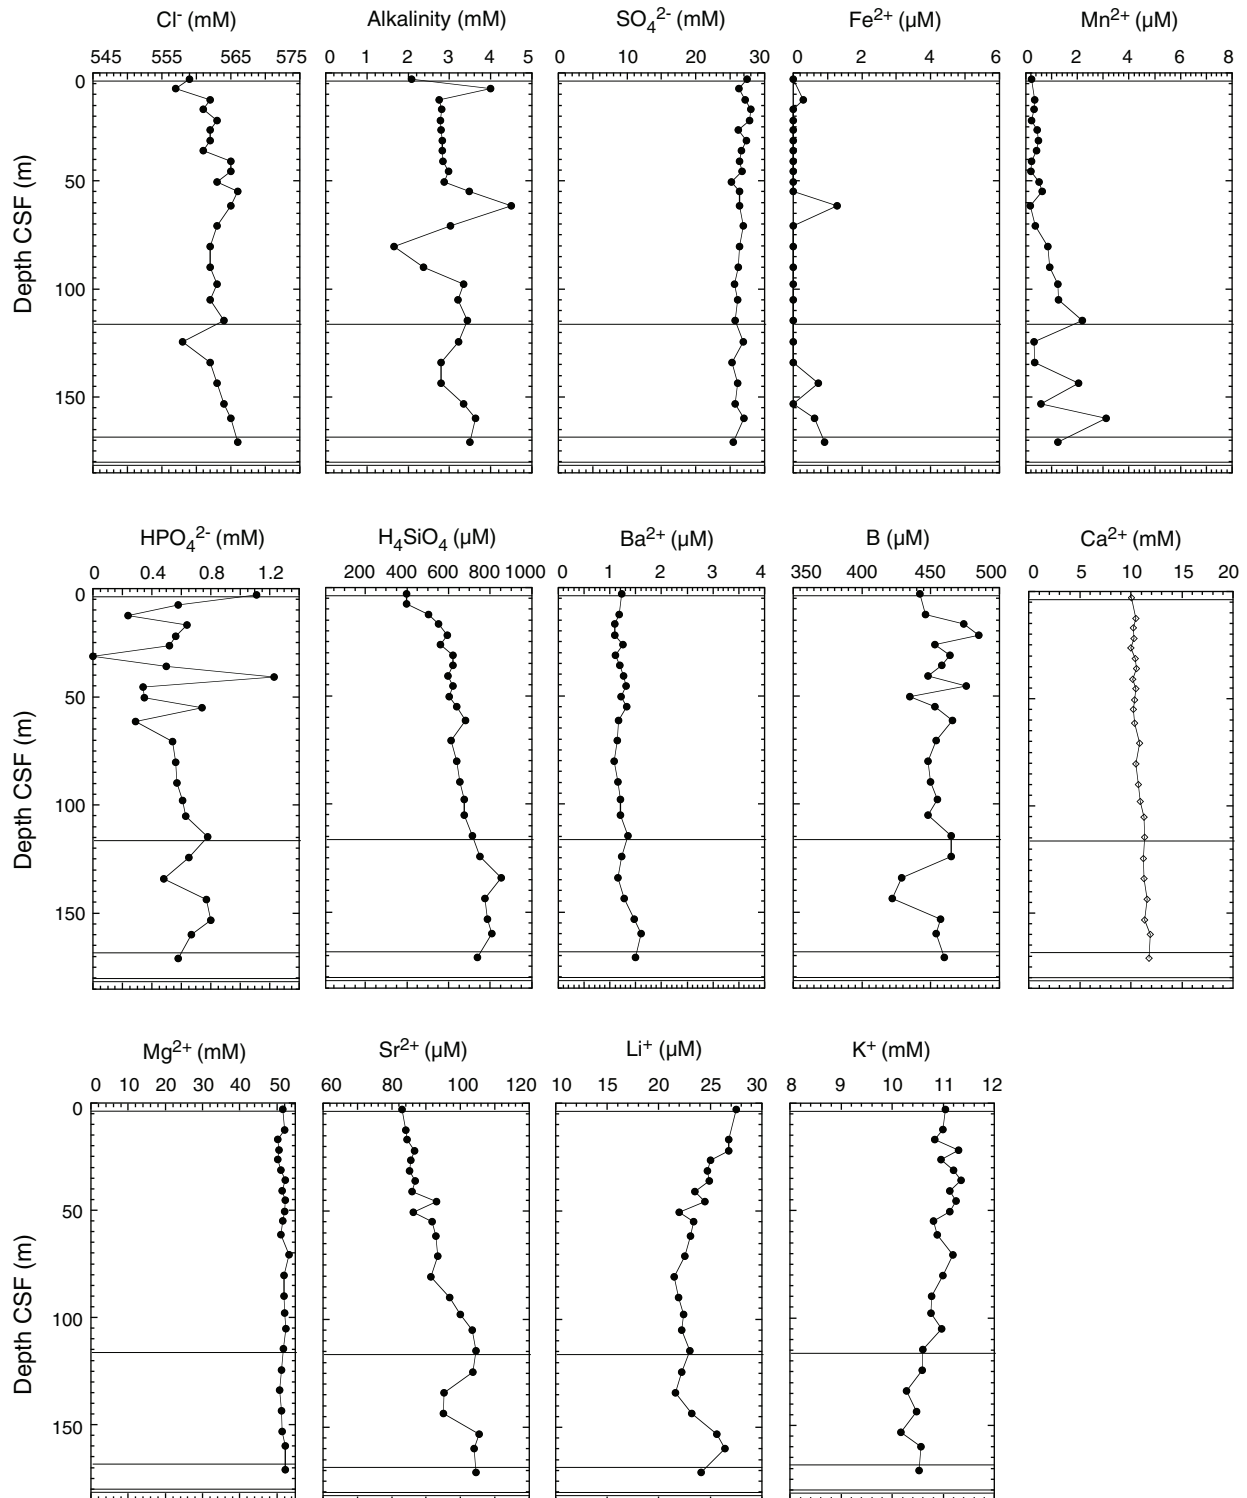 Cl- (mM) Alkalinity (mM) SO₄²⁻ (mM) Fe²⁺ (µM) Mn²⁺ (µM)
545 555 565 575 0 1 2 3 4 5 0 10 20 30 0 2 4 6 0 2 4 6 8
0
50
100
150
Depth CSF (m)
HPO₄²⁻ (mM) H₄SiO₄ (µM) Ba²⁺ (µM) B (µM) Ca²⁺ (mM)
0 0.4 0.8 1.2 200 400 600 800 1000 0 1 2 3 4 350 400 450 500 0 5 10 15 20
0
50
100
150
Depth CSF (m)
Mg²⁺ (mM) Sr²⁺ (µM) Li⁺ (µM) K⁺ (mM)
0 10 20 30 40 50 60 80 100 120 10 15 20 25 30 8 9 10 11 12
0
50
100
150
Depth CSF (m)